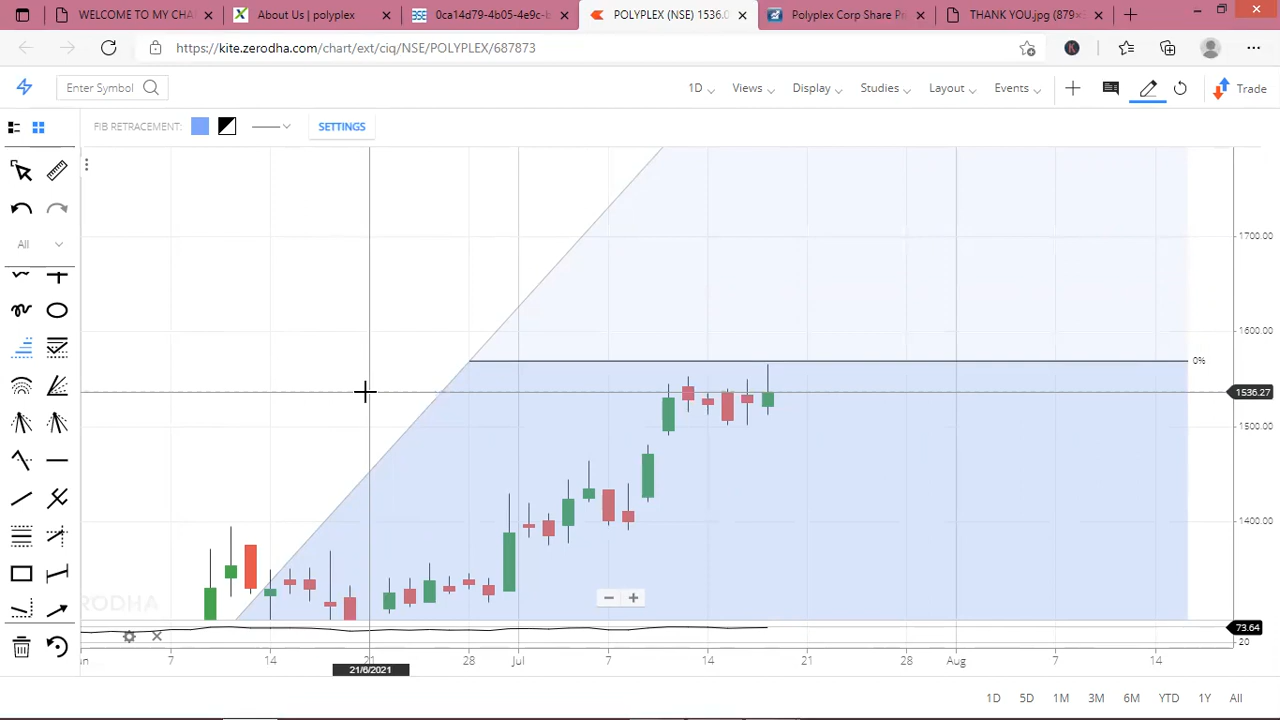 WELCOME TO MY CHA
About Us | polyplex
0ca14d79-4b05-4e9c-b
POLYPLEX (NSE) 1536.0
Polyplex Corp Share Pr
THANK YOU.jpg (879×
https://kite.zerodha.com/chart/ext/ciq/NSE/POLYPLEX/687873
Enter Symbol
1D
Views
Display
Studies
Layout
Events
Trade
FIB RETRACEMENT:
SETTINGS
All
1700.00
1600.00
0%
1536.27
1500.00
1400.00
RODHA
73.64
20
7
14
21
28
Jul
7
14
21
28
Aug
7
14
21/6/2021
1D
5D
1M
3M
6M
YTD
1Y
All